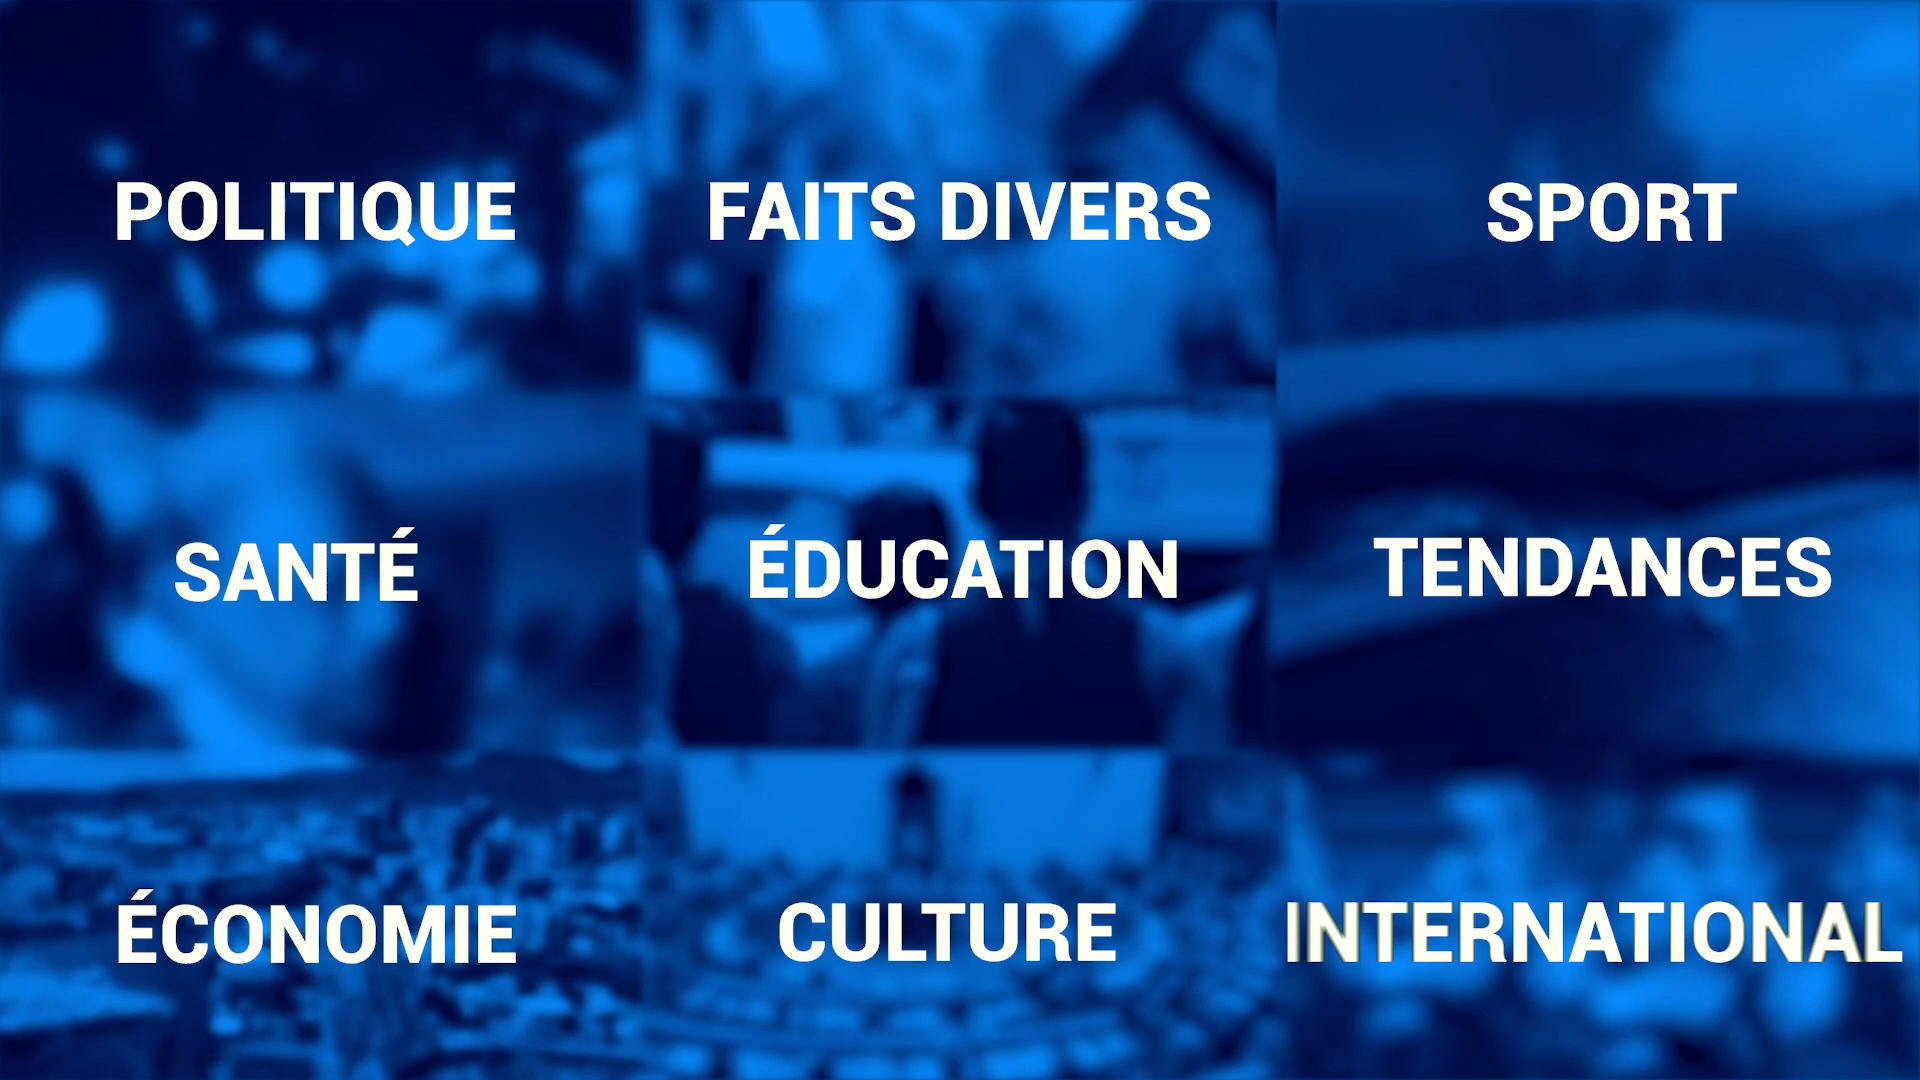 POLITIQUE
FAITS DIVERS
SPORT
SANTÉ
ÉDUCATION
TENDANCES
ÉCONOMIE
CULTURE
INTERNATIONAL